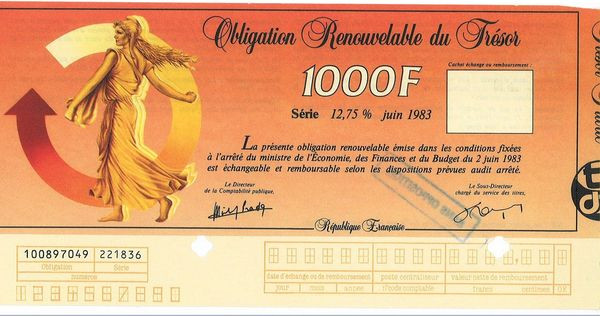 Obligation Renouvelable du Trésor
1000F
Cachet échange ou remboursement :
Série 12,75 % juin 1983
La présente obligation renouvelable émise dans les conditions fixées
à l'arrêté du ministre de l'Économie, des Finances et du Budget du 2 juin 1983
est échangeable et remboursable selon les dispositions prévues audit arrêté.
Le Directeur
de la Comptabilité publique,
Le Sous-Directeur
chargé du service des titres,
République Française
100897049 221836
Obligation Série
numéros
date d'échange ou de remboursement
jour mois année
poste centralisateur
n° code comptable
valeur nette de remboursement
francs centimes